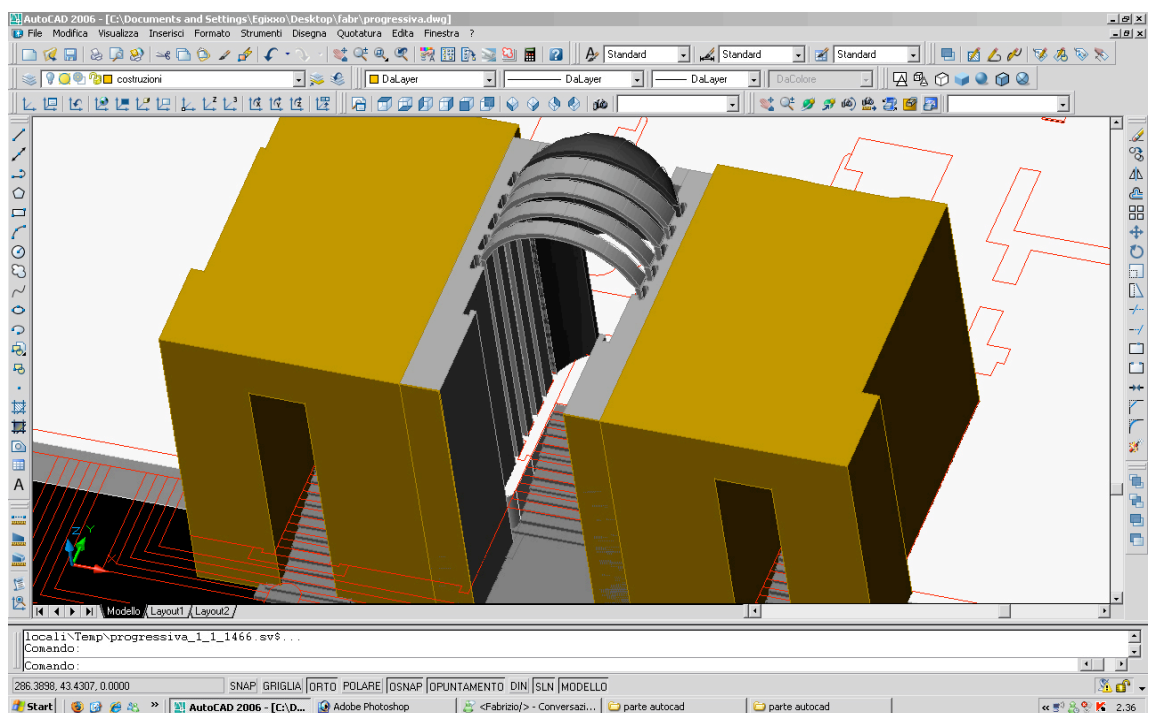 AutoCAD 2006 - [C:\Documents and Settings\Egixxo\Desktop\fabr\progressiva.dwg]
File Modifica Visualizza Inserisci Formato Strumenti Disegna Quotatura Edita Finestra ?
Standard Standard Standard
costruzioni DaLayer DaLayer DaLayer DaColore
A
Z Y
X
Modello Layout1 Layout2
locali\Temp\progressiva_1_1_1466.sv$...
Comando:
Comando:
286.3898, 43.4307, 0.0000 SNAP GRIGLIA ORTO POLARE OSNAP OPUNTAMENTO DIN SLN MODELLO
Start » AutoCAD 2006 - [C:\D... Adobe Photoshop <Fabrizio/> - Conversazi... parte autocad parte autocad « 2.36